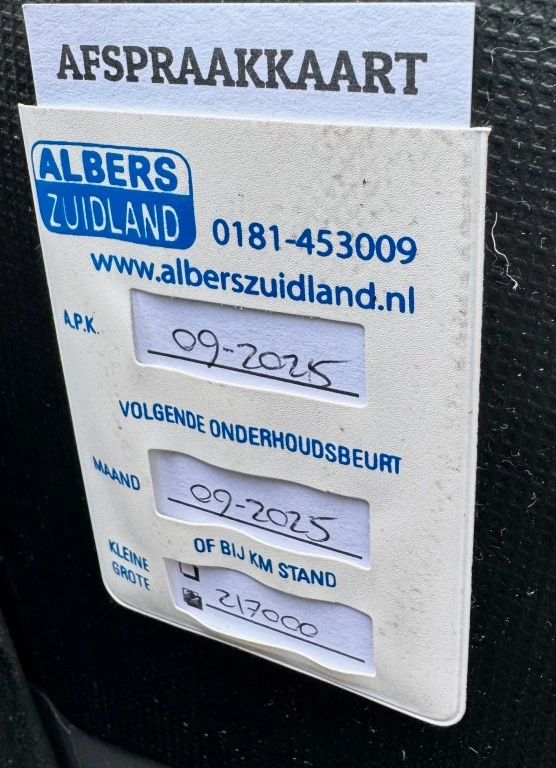 AFSPRAAKKAART
ALBERS
ZUIDLAND
0181-453009
www.alberszuidland.nl
A.P.K.
09-2025
VOLGENDE ONDERHOUDSBEURT
MAAND
09-2025
OF BIJ KM STAND
KLEINE
GROTE
217000